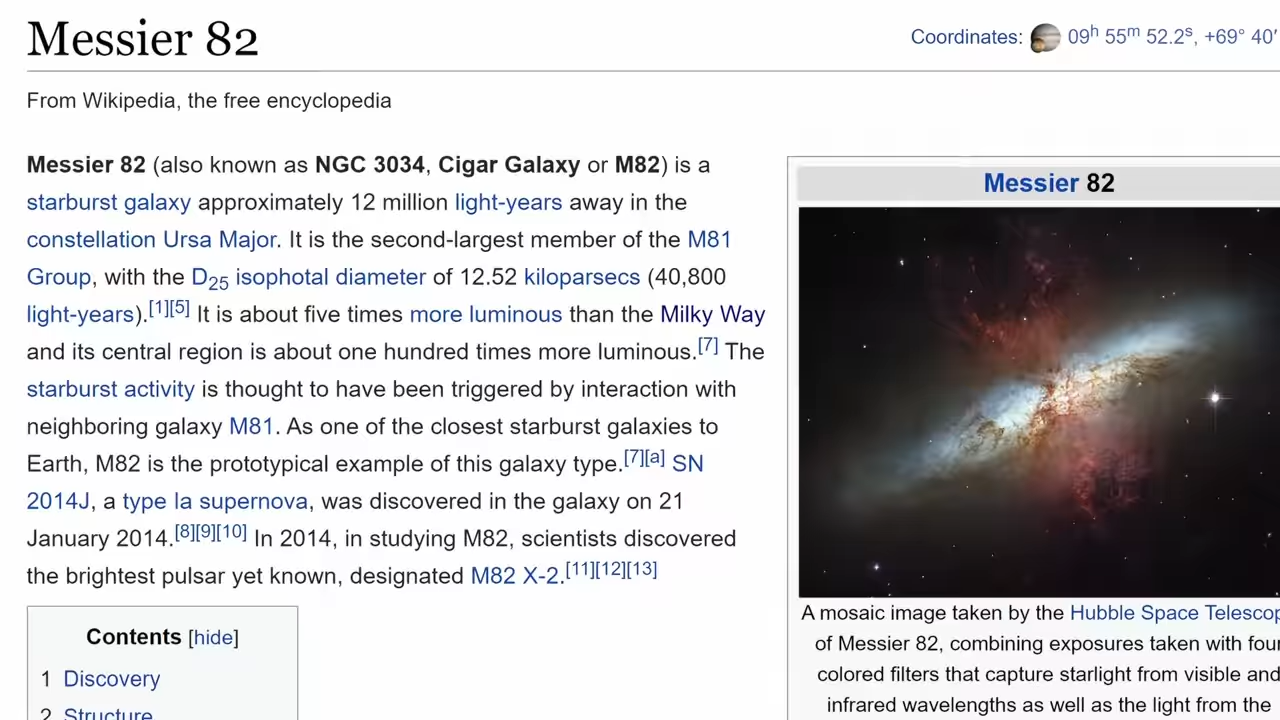 Messier 82
Coordinates: 09h 55m 52.2s, +69° 40′
From Wikipedia, the free encyclopedia
Messier 82 (also known as NGC 3034, Cigar Galaxy or M82) is a
starburst galaxy approximately 12 million light-years away in the
constellation Ursa Major. It is the second-largest member of the M81
Group, with the D25 isophotal diameter of 12.52 kiloparsecs (40,800
light-years).[1][5] It is about five times more luminous than the Milky Way
and its central region is about one hundred times more luminous.[7] The
starburst activity is thought to have been triggered by interaction with
neighboring galaxy M81. As one of the closest starburst galaxies to
Earth, M82 is the prototypical example of this galaxy type.[7][a] SN
2014J, a type Ia supernova, was discovered in the galaxy on 21
January 2014.[8][9][10] In 2014, in studying M82, scientists discovered
the brightest pulsar yet known, designated M82 X-2.[11][12][13]
Contents [hide]
1 Discovery
2 Structure
Messier 82
A mosaic image taken by the Hubble Space Telescop
of Messier 82, combining exposures taken with four
colored filters that capture starlight from visible and
infrared wavelengths as well as the light from the